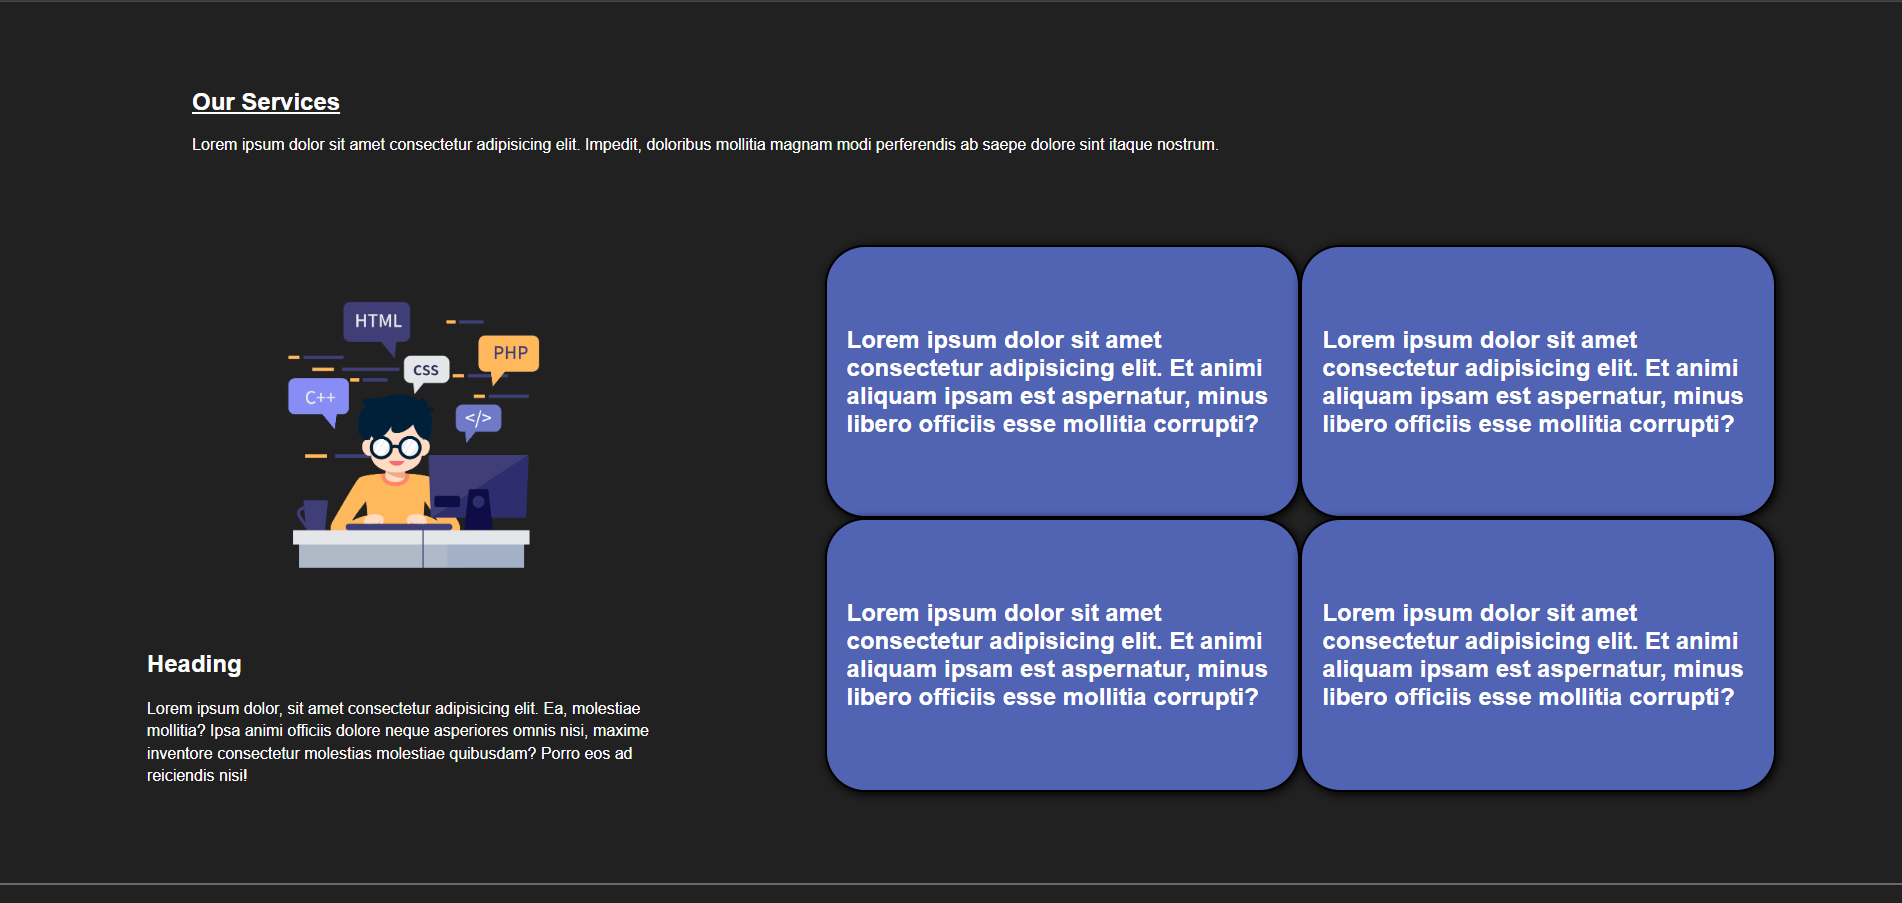 Our Services
Lorem ipsum dolor sit amet consectetur adipisicing elit. Impedit, doloribus mollitia magnam modi perferendis ab saepe dolore sint itaque nostrum.
HTML
PHP
CSS
C++
</>
Heading
Lorem ipsum dolor, sit amet consectetur adipisicing elit. Ea, molestiae
mollitia? Ipsa animi officiis dolore neque asperiores omnis nisi, maxime
inventore consectetur molestias molestiae quibusdam? Porro eos ad
reiciendis nisi!
Lorem ipsum dolor sit amet
consectetur adipisicing elit. Et animi
aliquam ipsam est aspernatur, minus
libero officiis esse mollitia corrupti?
Lorem ipsum dolor sit amet
consectetur adipisicing elit. Et animi
aliquam ipsam est aspernatur, minus
libero officiis esse mollitia corrupti?
Lorem ipsum dolor sit amet
consectetur adipisicing elit. Et animi
aliquam ipsam est aspernatur, minus
libero officiis esse mollitia corrupti?
Lorem ipsum dolor sit amet
consectetur adipisicing elit. Et animi
aliquam ipsam est aspernatur, minus
libero officiis esse mollitia corrupti?